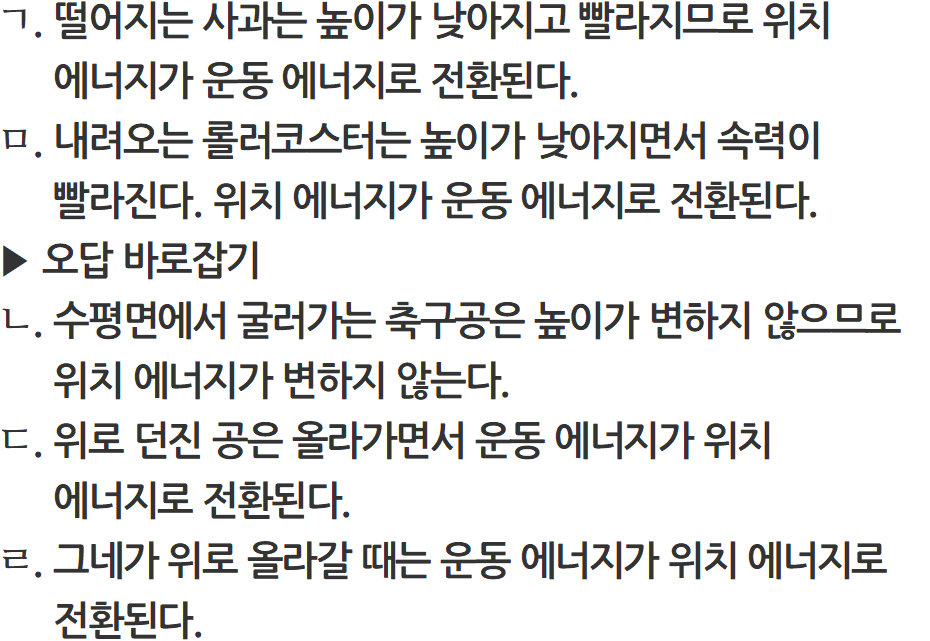 ㄱ. 떨어지는 사과는 높이가 낮아지고 빨라지므로 위치
에너지가 운동 에너지로 전환된다.
ㅁ. 내려오는 롤러코스터는 높이가 낮아지면서 속력이
빨라진다. 위치 에너지가 운동 에너지로 전환된다.
▶ 오답 바로잡기
ㄴ. 수평면에서 굴러가는 축구공은 높이가 변하지 않으므로
위치 에너지가 변하지 않는다.
ㄷ. 위로 던진 공은 올라가면서 운동 에너지가 위치
에너지로 전환된다.
ㄹ. 그네가 위로 올라갈 때는 운동 에너지가 위치 에너지로
전환된다.